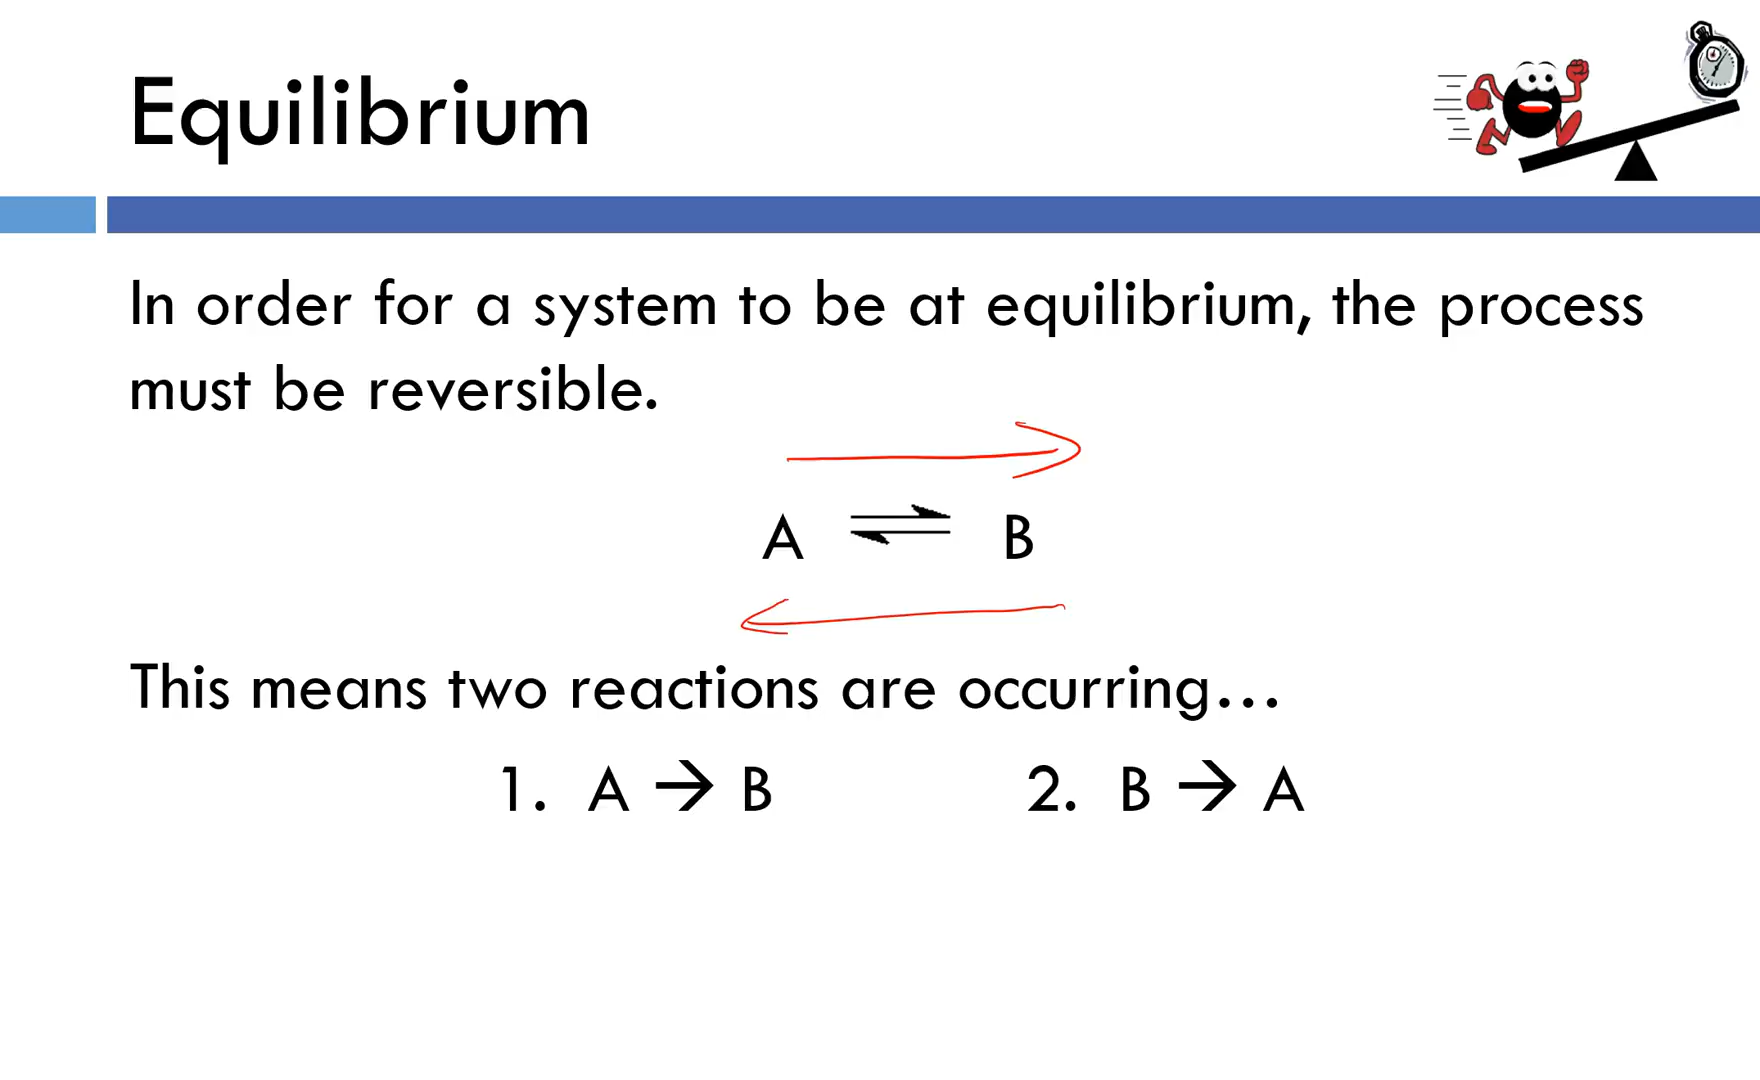 Equilibrium
In order for a system to be at equilibrium, the process
must be reversible.
A ⇌ B
This means two reactions are occurring…
1. A → B 2. B → A